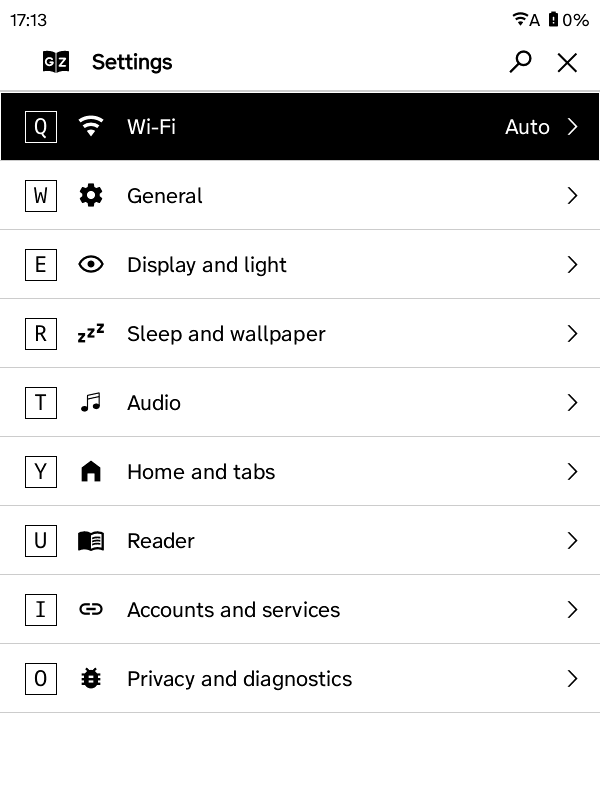 17:13 A 0%
GZ Settings
Q Wi-Fi Auto
W General
E Display and light
R zzZ Sleep and wallpaper
T Audio
Y Home and tabs
U Reader
I Accounts and services
O Privacy and diagnostics